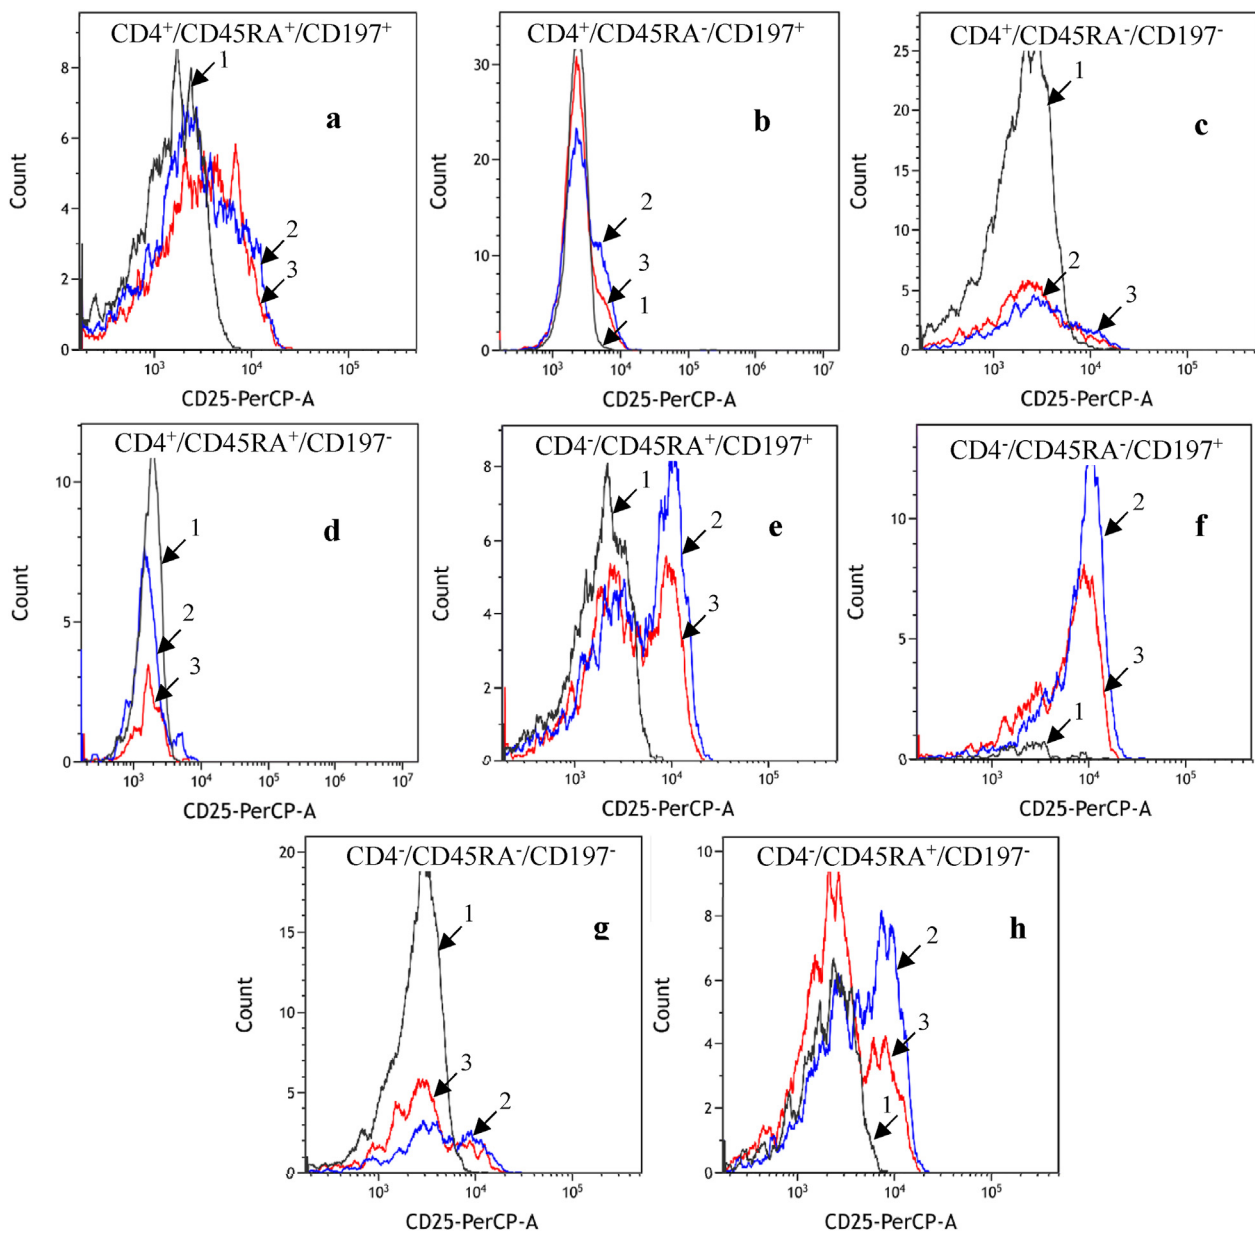 CD4⁺/CD45RA⁺/CD197⁺
a
1
2
3
Count
8
6
4
2
0
10³
10⁴
10⁵
CD25-PerCP-A
CD4⁺/CD45RA⁻/CD197⁺
b
2
3
1
Count
30
20
10
0
10³
10⁴
10⁵
10⁶
10⁷
CD25-PerCP-A
CD4⁺/CD45RA⁻/CD197⁻
c
1
2
3
Count
25
20
15
10
5
0
10³
10⁴
10⁵
CD25-PerCP-A
CD4⁺/CD45RA⁺/CD197⁻
d
1
2
3
Count
10
5
0
10³
10⁴
10⁵
10⁶
10⁷
CD25-PerCP-A
CD4⁻/CD45RA⁺/CD197⁺
e
1
2
3
Count
8
6
4
2
0
10³
10⁴
10⁵
CD25-PerCP-A
CD4⁻/CD45RA⁻/CD197⁺
f
2
3
1
Count
10
5
0
10³
10⁴
10⁵
CD25-PerCP-A
CD4⁻/CD45RA⁻/CD197⁻
g
1
3
2
Count
20
15
10
5
0
10³
10⁴
10⁵
CD25-PerCP-A
CD4⁻/CD45RA⁺/CD197⁻
h
2
3
1
Count
10
8
6
4
2
0
10³
10⁴
10⁵
CD25-PerCP-A